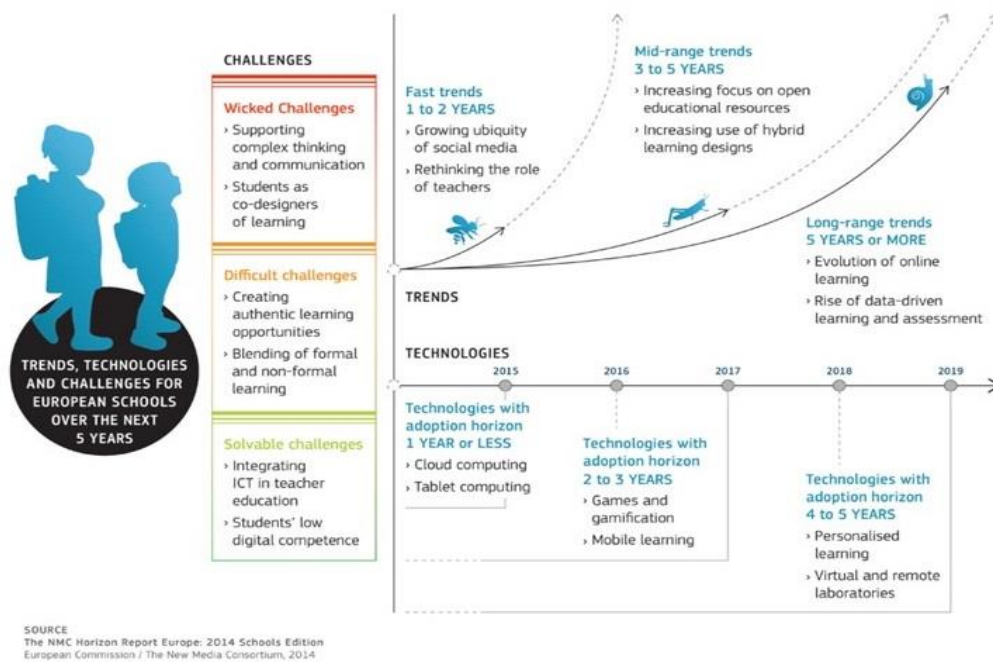 TRENDS, TECHNOLOGIES
AND CHALLENGES FOR
EUROPEAN SCHOOLS
OVER THE NEXT
5 YEARS
CHALLENGES
Wicked Challenges
› Supporting
complex thinking
and communication
› Students as
co-designers
of learning
Difficult challenges
› Creating
authentic learning
opportunities
› Blending of formal
and non-formal
learning
Solvable challenges
› Integrating
ICT in teacher
education
› Students' low
digital competence
Fast trends
1 to 2 YEARS
› Growing ubiquity
of social media
› Rethinking the role
of teachers
Mid-range trends
3 to 5 YEARS
› Increasing focus on open
educational resources
› Increasing use of hybrid
learning designs
Long-range trends
5 YEARS or MORE
› Evolution of online
learning
› Rise of data-driven
learning and assessment
TRENDS
TECHNOLOGIES
2015
2016
2017
2018
2019
Technologies with
adoption horizon
1 YEAR or LESS
› Cloud computing
› Tablet computing
Technologies with
adoption horizon
2 to 3 YEARS
› Games and
gamification
› Mobile learning
Technologies with
adoption horizon
4 to 5 YEARS
› Personalised
learning
› Virtual and remote
laboratories
SOURCE
The NMC Horizon Report Europe: 2014 Schools Edition
European Commission / The New Media Consortium, 2014